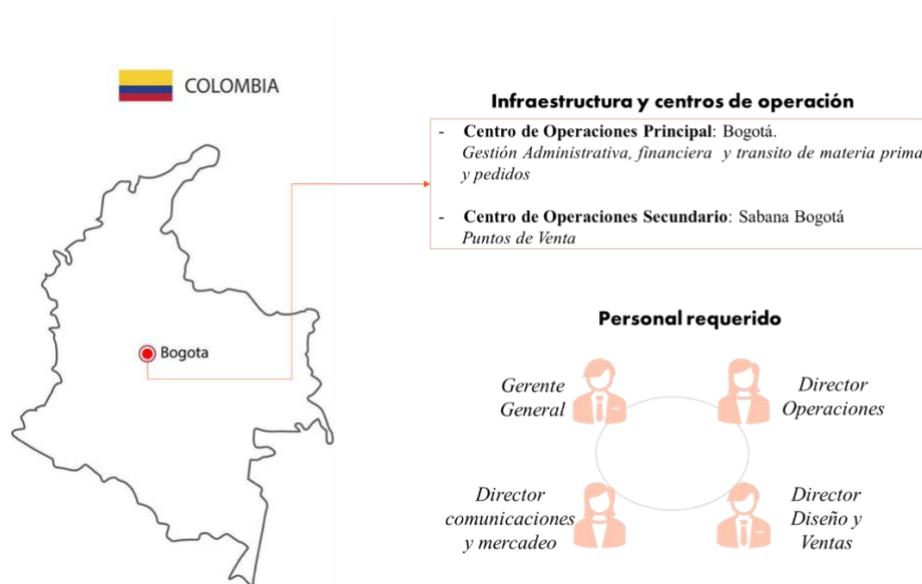 COLOMBIA
Bogota
Infraestructura y centros de operación
- Centro de Operaciones Principal: Bogotá.
Gestión Administrativa, financiera y transito de materia prima
y pedidos
- Centro de Operaciones Secundario: Sabana Bogotá
Puntos de Venta
Personal requerido
Gerente
General
Director
Operaciones
Director
comunicaciones
y mercadeo
Director
Diseño y
Ventas